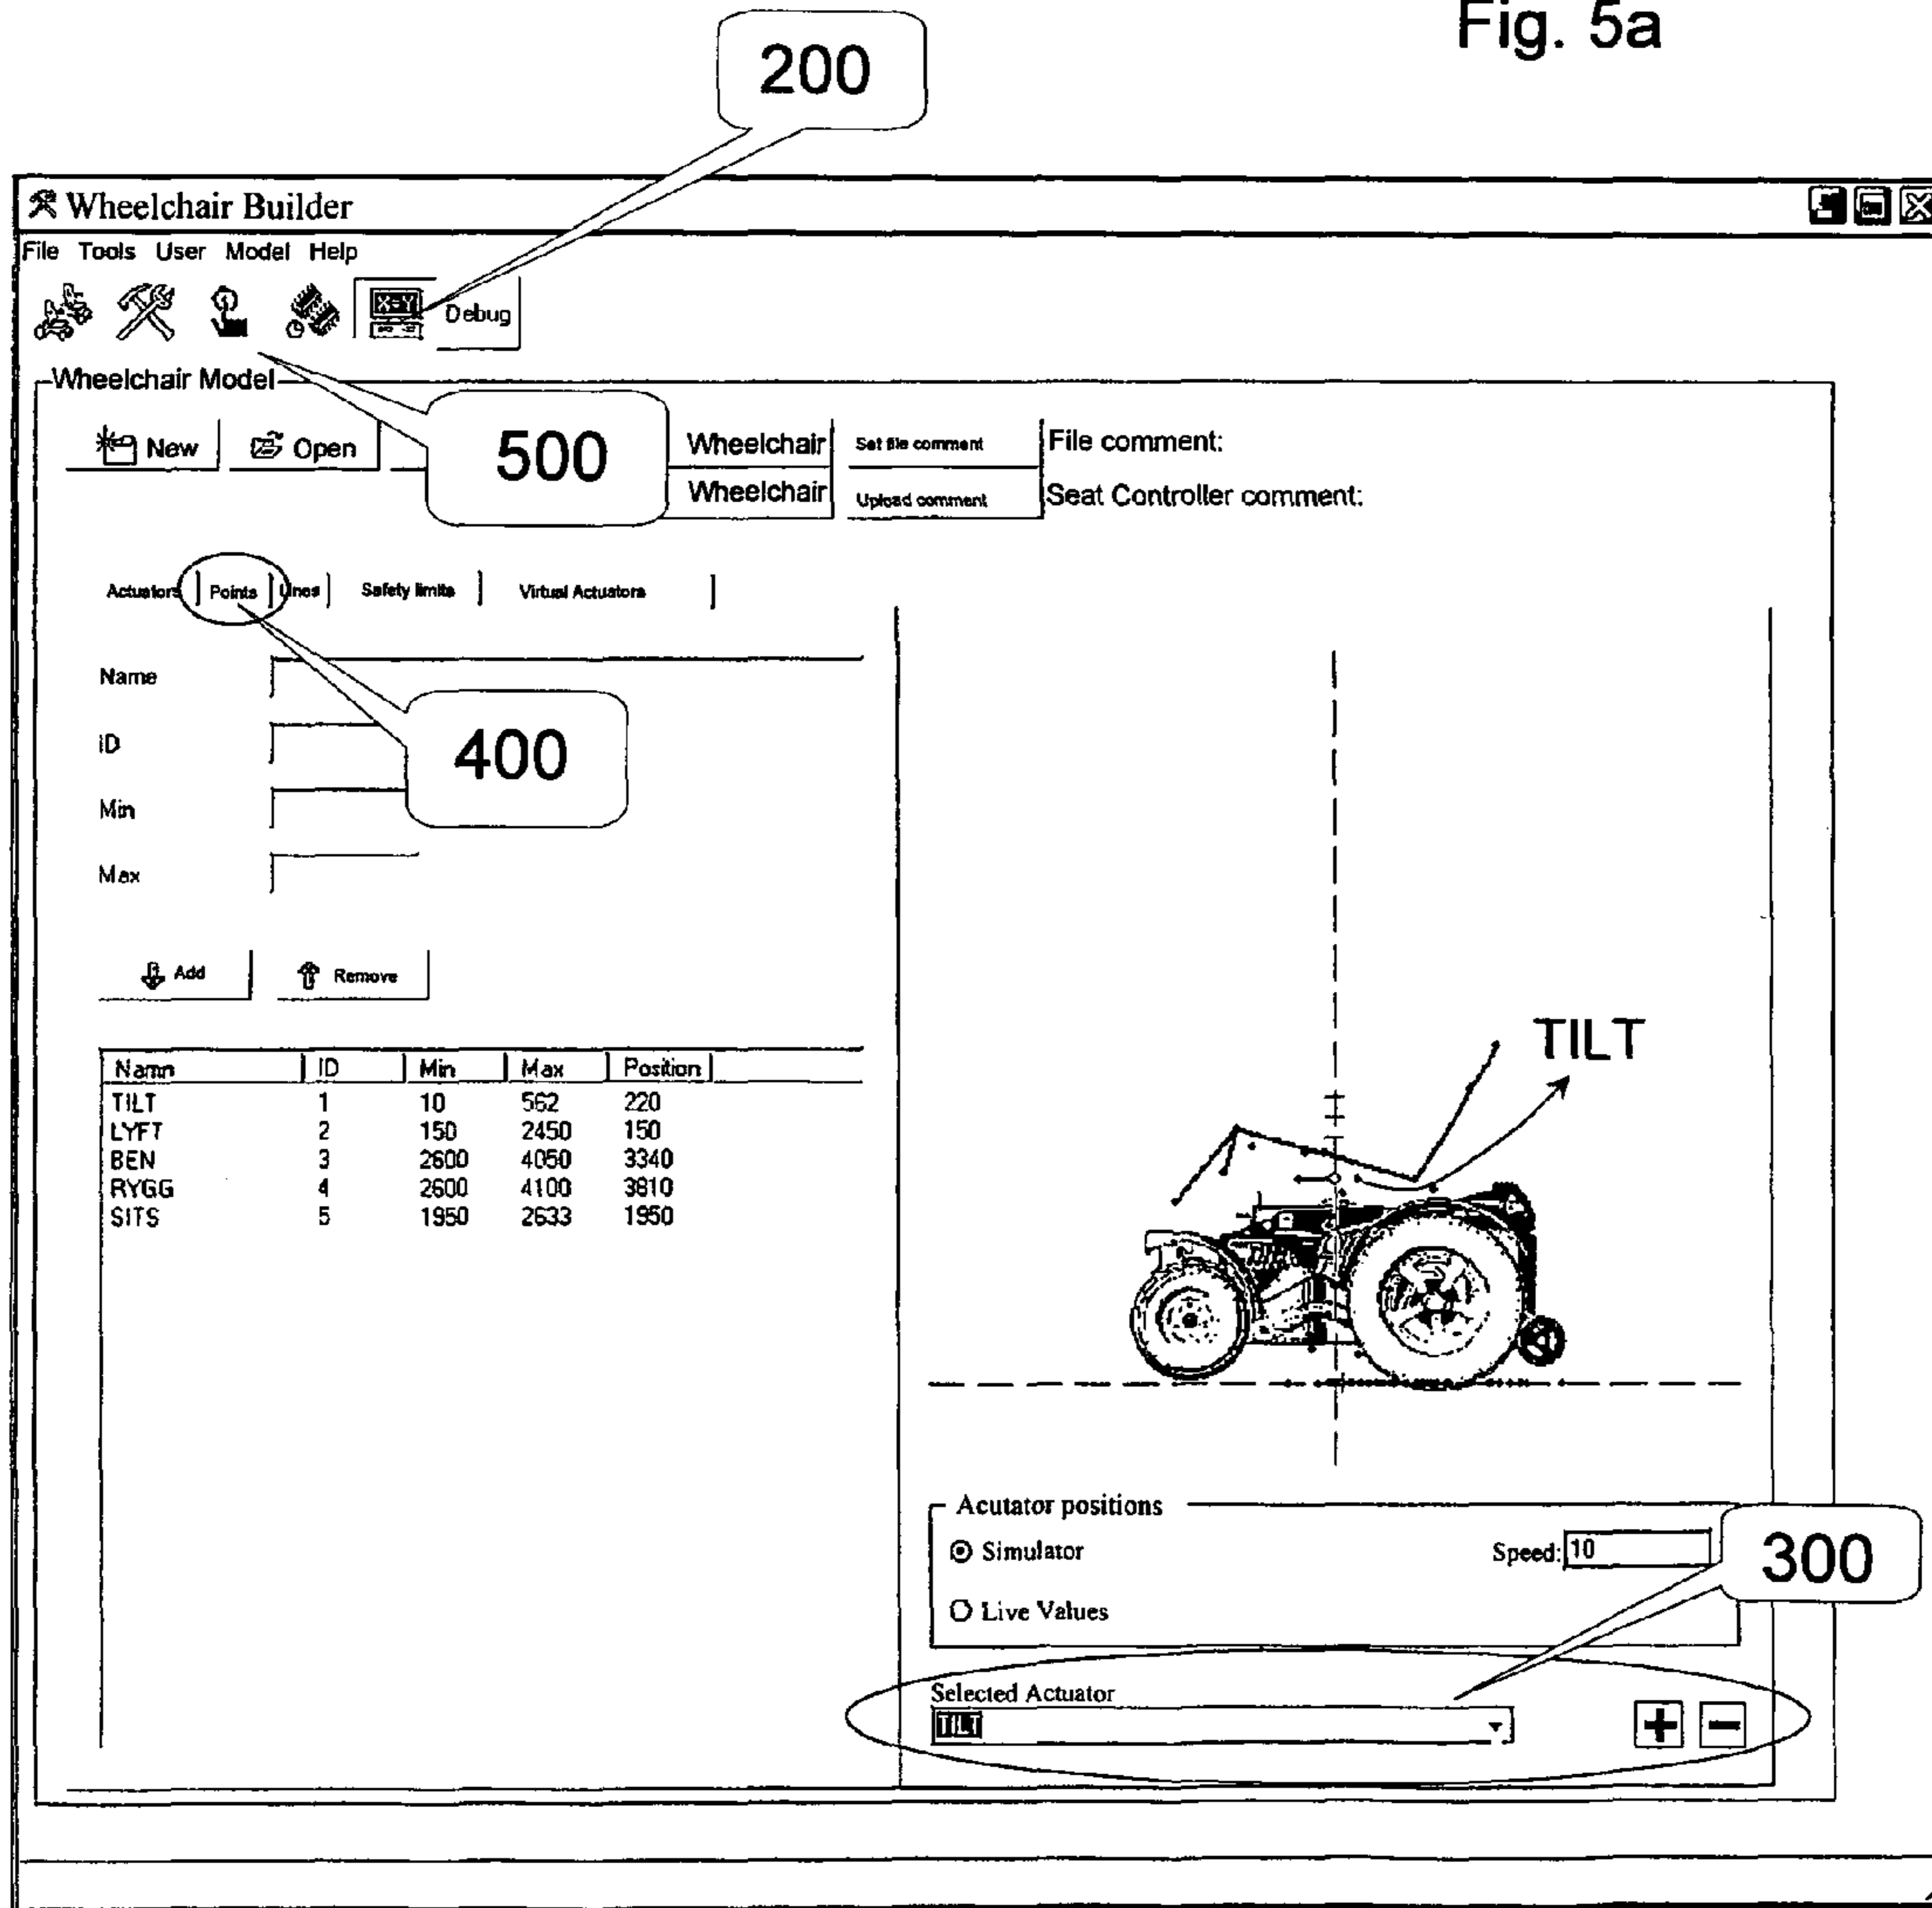 Fig. 5a
200
Wheelchair Builder
File Tools User Model Help
X=Y
Debug
Wheelchair Model
New Open 500 Wheelchair Set file comment File comment:
Wheelchair Upload comment Seat Controller comment:
Actuators Points Lines Safety limits Virtual Actuators
Name
ID
400
Min
Max
Add Remove
Namn ID Min Max Position
TILT 1 10 562 220
LYFT 2 150 2450 150
BEN 3 2600 4050 3340
RYGG 4 2600 4100 3810
SITS 5 1950 2633 1950
TILT
Acutator positions
Simulator Speed: 10
300
Live Values
Selected Actuator
TILT + −